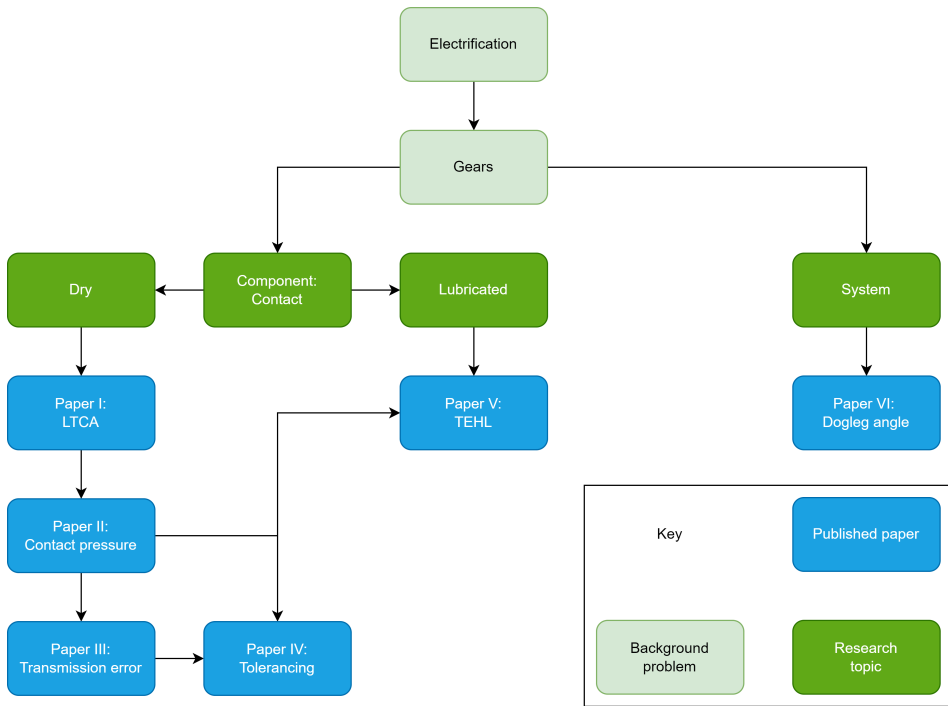 Electrification
Gears
Dry
Component:
Contact
Lubricated
System
Paper I:
LTCA
Paper V:
TEHL
Paper VI:
Dogleg angle
Paper II:
Contact pressure
Key
Published paper
Paper III:
Transmission error
Paper IV:
Tolerancing
Background
problem
Research
topic